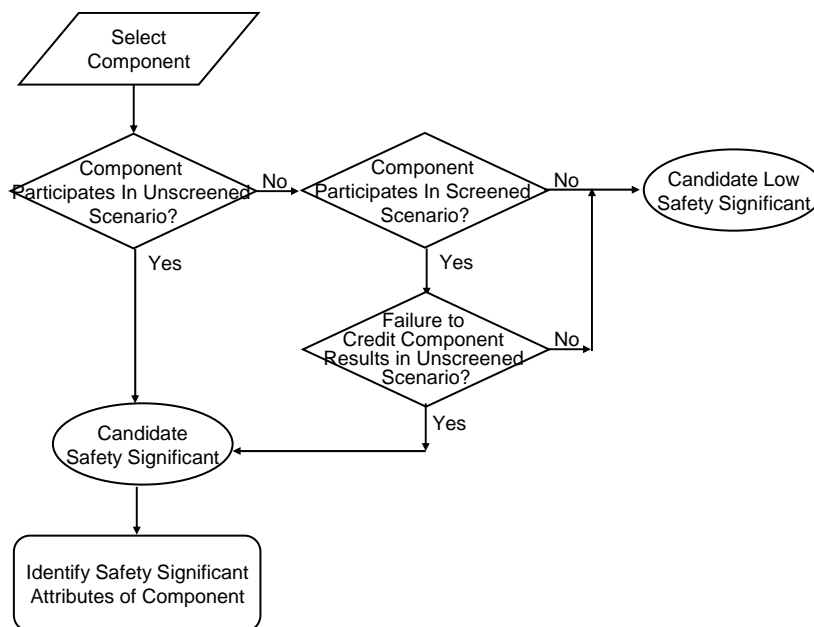 Select
Component
Component
Participates In Unscreened
Scenario?
No
Component
Participates In Screened
Scenario?
No
Candidate Low
Safety Significant
Yes
Yes
Failure to
Credit Component
Results in Unscreened
Scenario?
No
Yes
Candidate
Safety Significant
Identify Safety Significant
Attributes of Component